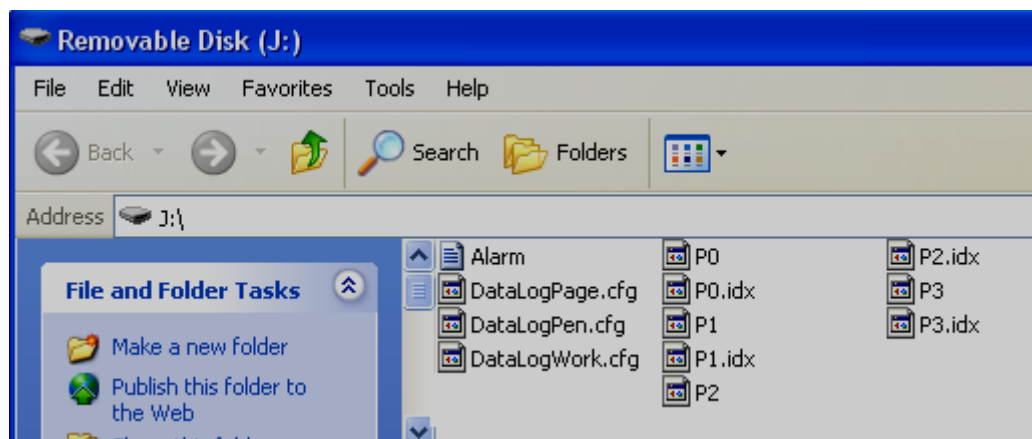 Removable Disk (J:)
File Edit View Favorites Tools Help
Back Search Folders
Address J:\
File and Folder Tasks
Make a new folder
Publish this folder to
the Web
Alarm
DataLogPage.cfg
DataLogPen.cfg
DataLogWork.cfg
P0
P0.idx
P1
P1.idx
P2
P2.idx
P3
P3.idx